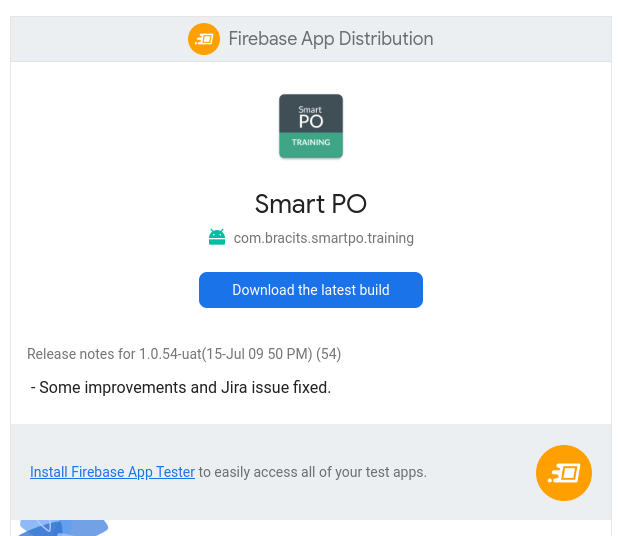 Firebase App Distribution
Smart
PO
TRAINING
Smart PO
com.bracits.smartpo.training
Download the latest build
Release notes for 1.0.54-uat(15-Jul 09 50 PM) (54)
- Some improvements and Jira issue fixed.
Install Firebase App Tester to easily access all of your test apps.